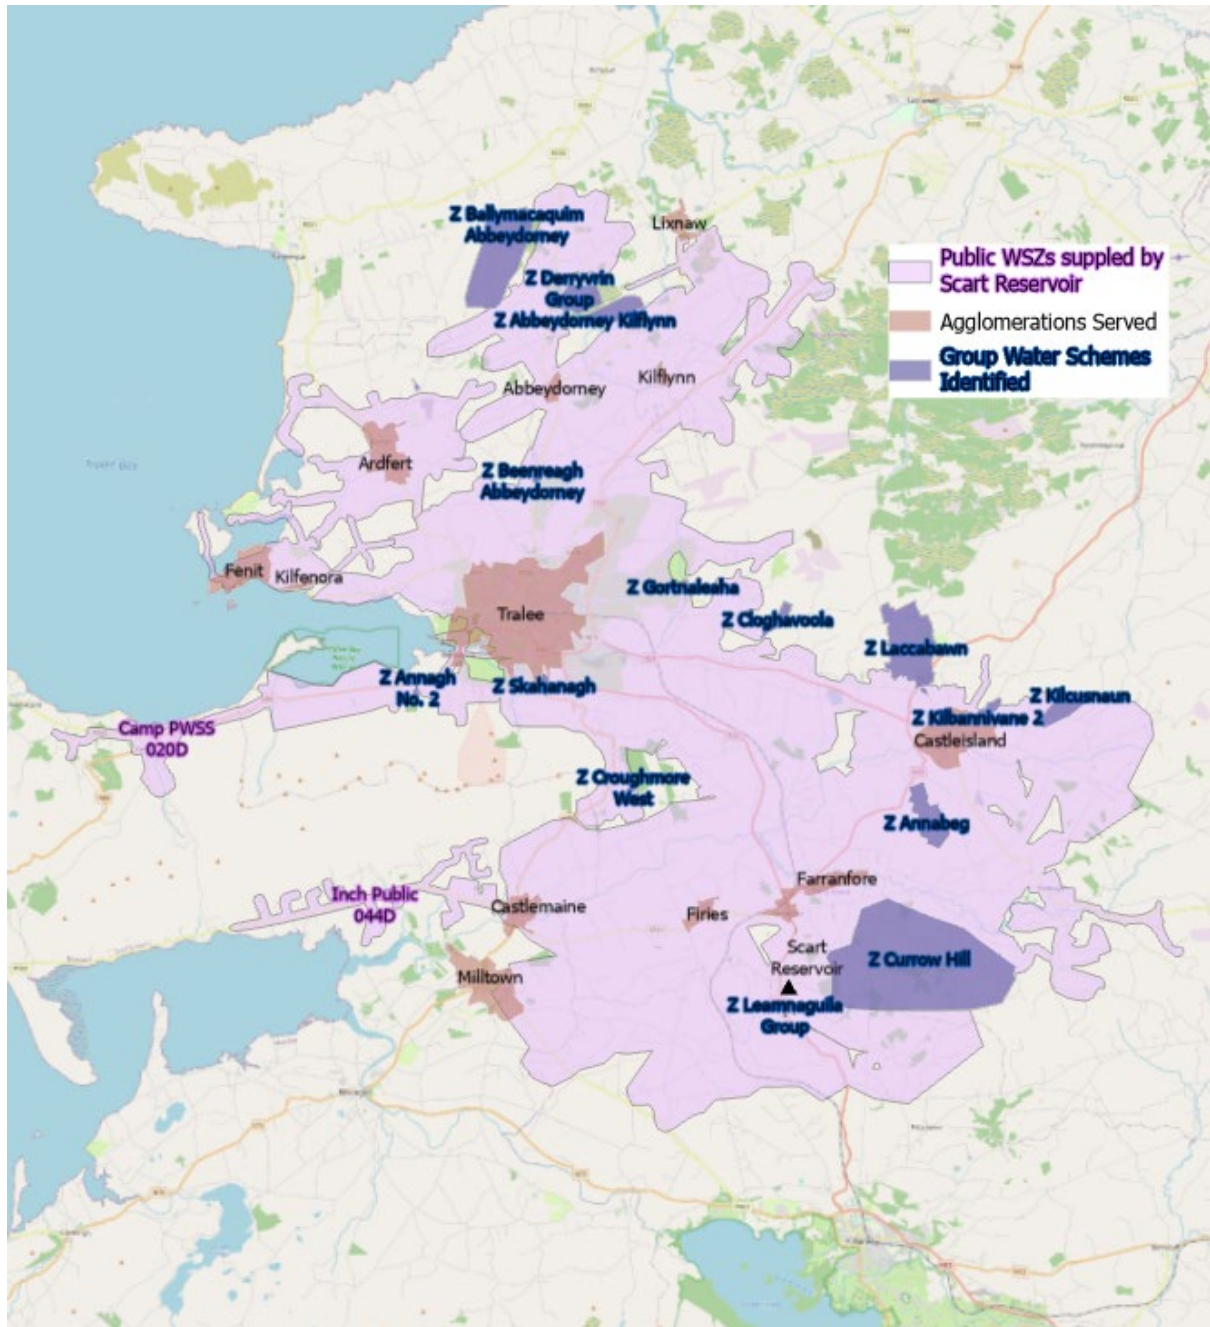 Lixnaw
Z Ballymacaquim
Abbeydorney
Public WSZs suppled by
Scart Reservoir
Agglomerations Served
Group Water Schemes
Identified
Z Derryvrin
Group
Z Abbeydorney Kilflynn
Abbeydorney
Kilflynn
Ardfert
Z Beenreagh
Abbeydorney
Fenit
Kilfenora
Z Gortnaleaha
Tralee
Z Cloghavoola
Z Laccabawn
Z Annagh
No. 2
Z Skahanagh
Z Kilcusnaun
Z Kilbannivane 2
Castleisland
Camp PWSS
020D
Z Croughmore
West
Z Annabeg
Inch Public
044D
Farranfore
Castlemaine
Firies
Scart
Reservoir
Z Currow Hill
Milltown
Z Leamnaguila
Group